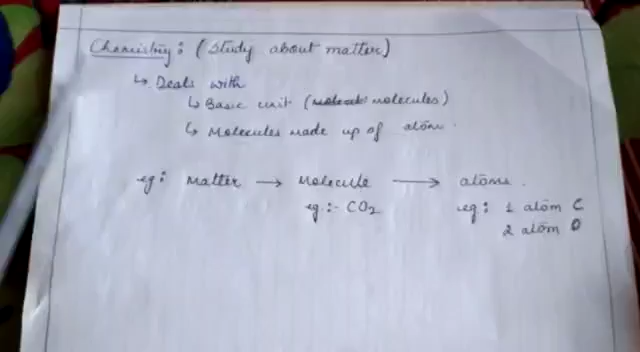 Chemistry: (Study about matter)
↳ Deals with
↳ Basic unit (molecules)
↳ Molecules made up of atom.
eg: Matter → Molecule → atoms.
eg:- CO2 eg: 1 atom C
2 atom O